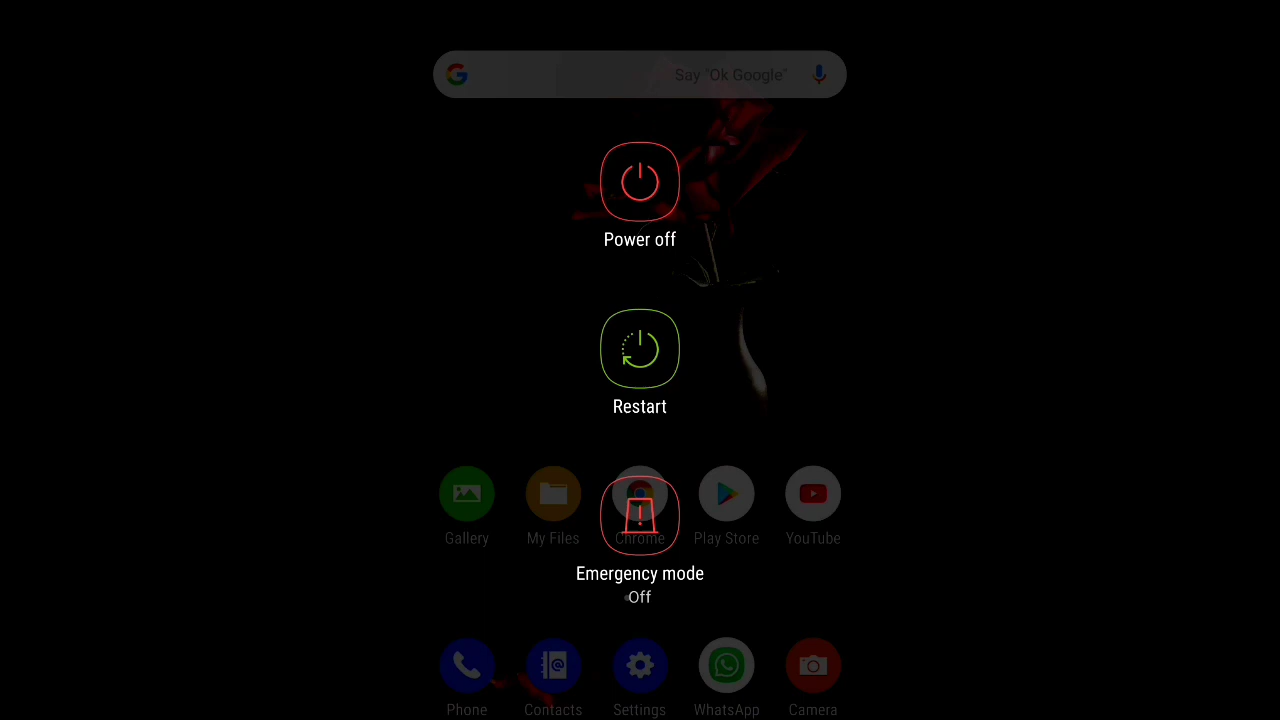 Say "Ok Google"
Power off
Restart
Gallery My Files Chrome Play Store YouTube
Emergency mode
Off
Phone Contacts Settings WhatsApp Camera